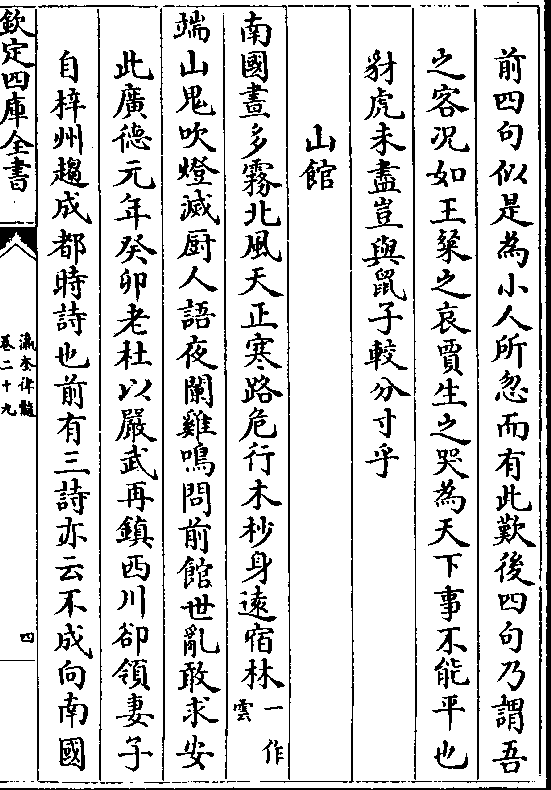 前四句似是為小人所忽而有此歎後四句乃謂吾
之客况如王粲之哀賈生之哭為天下事不能平也
豺虎未盡豈與鼠子較分寸乎
山館
南國晝多霧北風天正寒路危行木杪身遠宿林一作雲
端山鬼吹燈滅厨人語夜闌雞鳴問前館世亂敢求安
此廣德元年癸卯老杜以嚴武再鎮西川卻領妻子
自梓州趨成都時詩也前有三詩亦云不成向南國
欽定四庫全書
瀛奎律髓
卷二十九
四